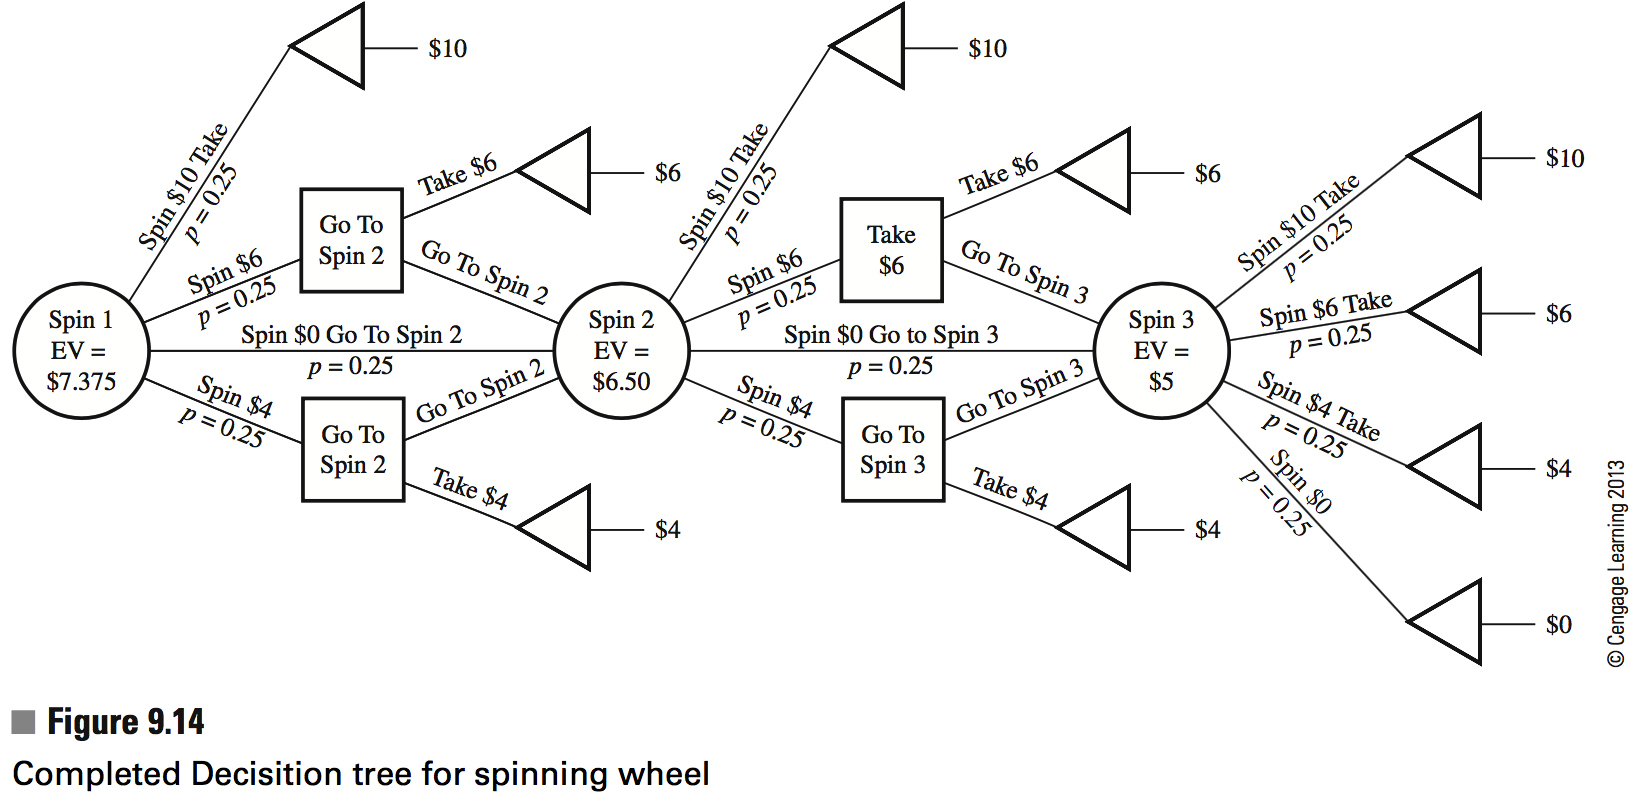 $10
$10
Spin $10 Take
p = 0.25
Spin $10 Take
p = 0.25
$10
Take $6
$6
Take $6
$6
Spin $10 Take
p = 0.25
Go To
Spin 2
Take
$6
Go To Spin 2
Go To Spin 3
Spin $6
p = 0.25
Spin $6
p = 0.25
Spin $6 Take
p = 0.25
$6
Spin 1
EV =
$7.375
Spin $0 Go To Spin 2
p = 0.25
Spin 2
EV =
$6.50
Spin $0 Go to Spin 3
p = 0.25
Spin 3
EV =
$5
Spin $4
p = 0.25
Go To Spin 2
Spin $4
p = 0.25
Go To Spin 3
Spin $4 Take
p = 0.25
$4
Go To
Spin 2
Go To
Spin 3
Take $4
$4
Take $4
$4
Spin $0
p = 0.25
$0
© Cengage Learning 2013
Figure 9.14
Completed Decisition tree for spinning wheel